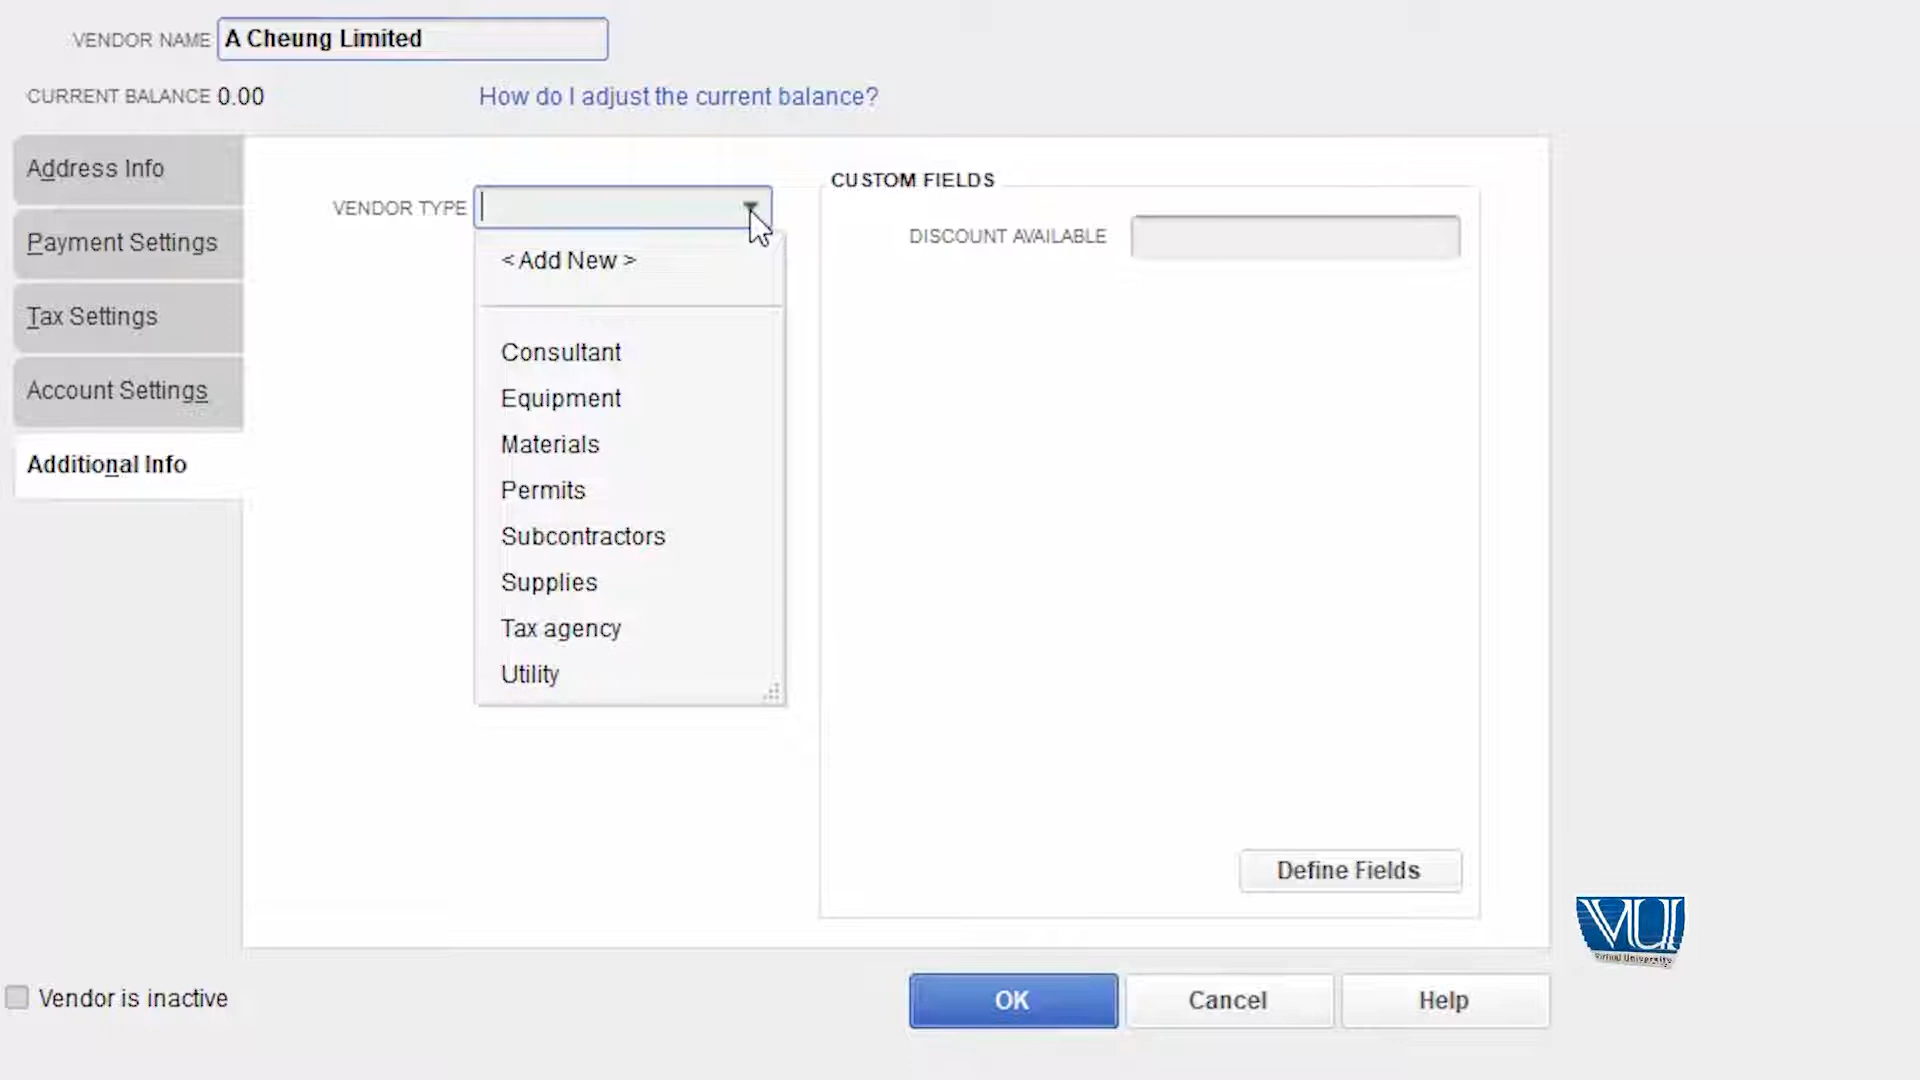 VENDOR NAME A Cheung Limited
CURRENT BALANCE 0.00 How do I adjust the current balance?
Address Info
Payment Settings
Tax Settings
Account Settings
Additional Info
VENDOR TYPE
< Add New >
Consultant
Equipment
Materials
Permits
Subcontractors
Supplies
Tax agency
Utility
CUSTOM FIELDS
DISCOUNT AVAILABLE
Define Fields
VU
Virtual University
Vendor is inactive
OK Cancel Help